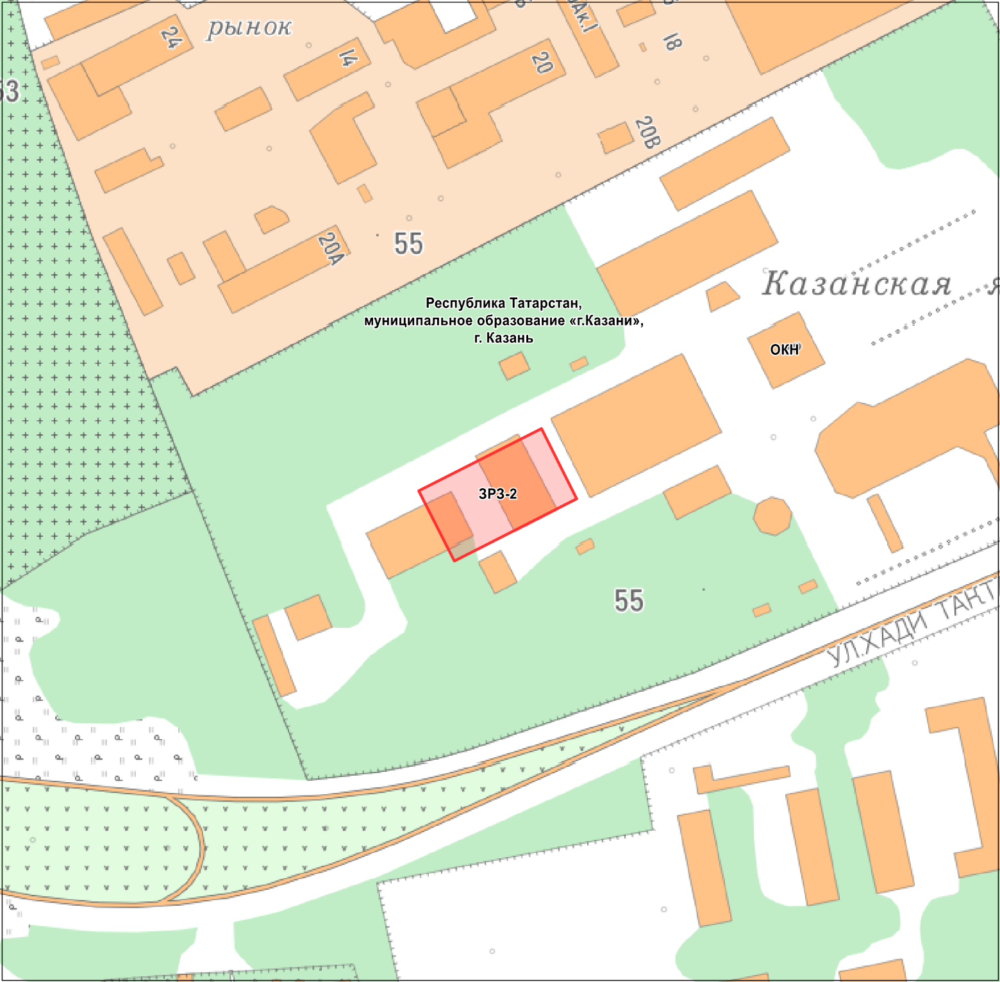 рынок
24
14
20
18
53
20В
20А
55
Республика Татарстан,
муниципальное образование «г.Казани»,
г. Казань
Казанская
ОКН
ЗРЗ-2
55
УЛ.ХАДИ ТАКТ